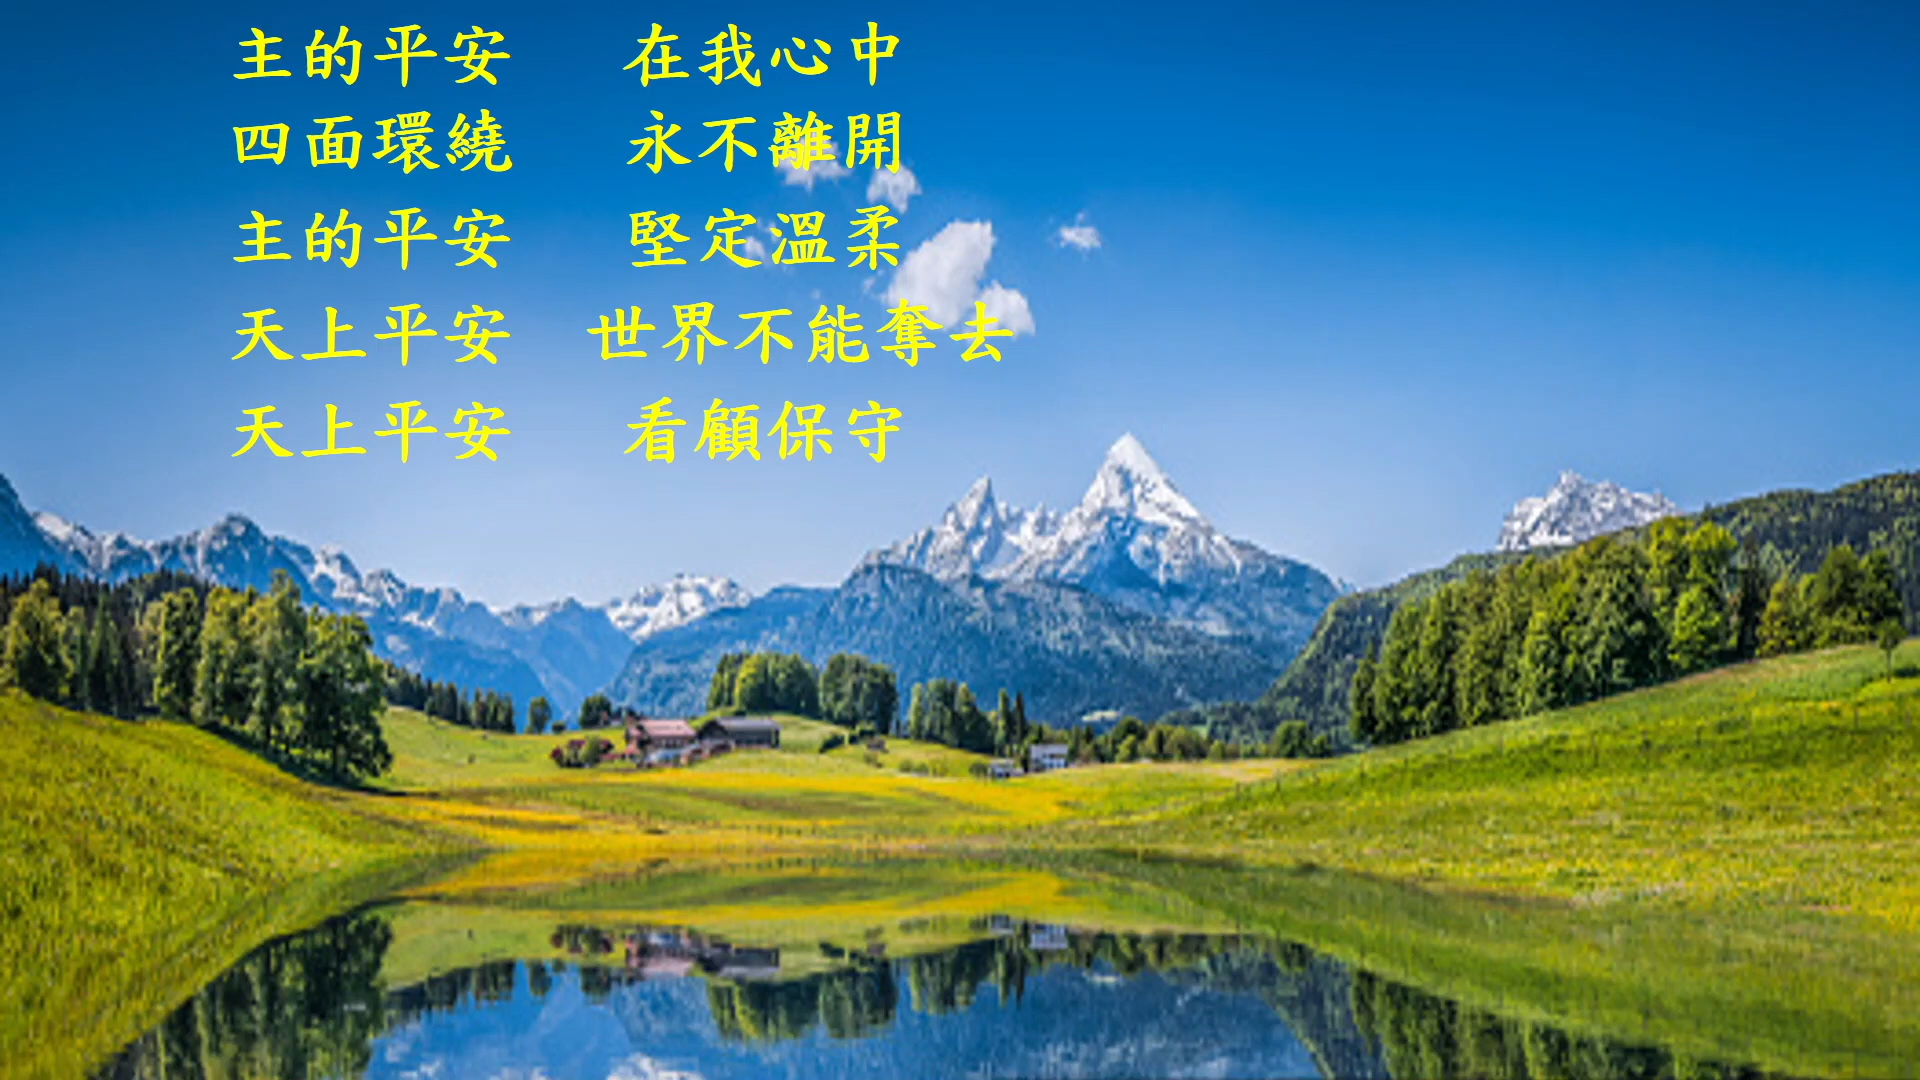 主的平安 在我心中
四面環繞 永不離開
主的平安 堅定溫柔
天上平安 世界不能奪去
天上平安 看顧保守